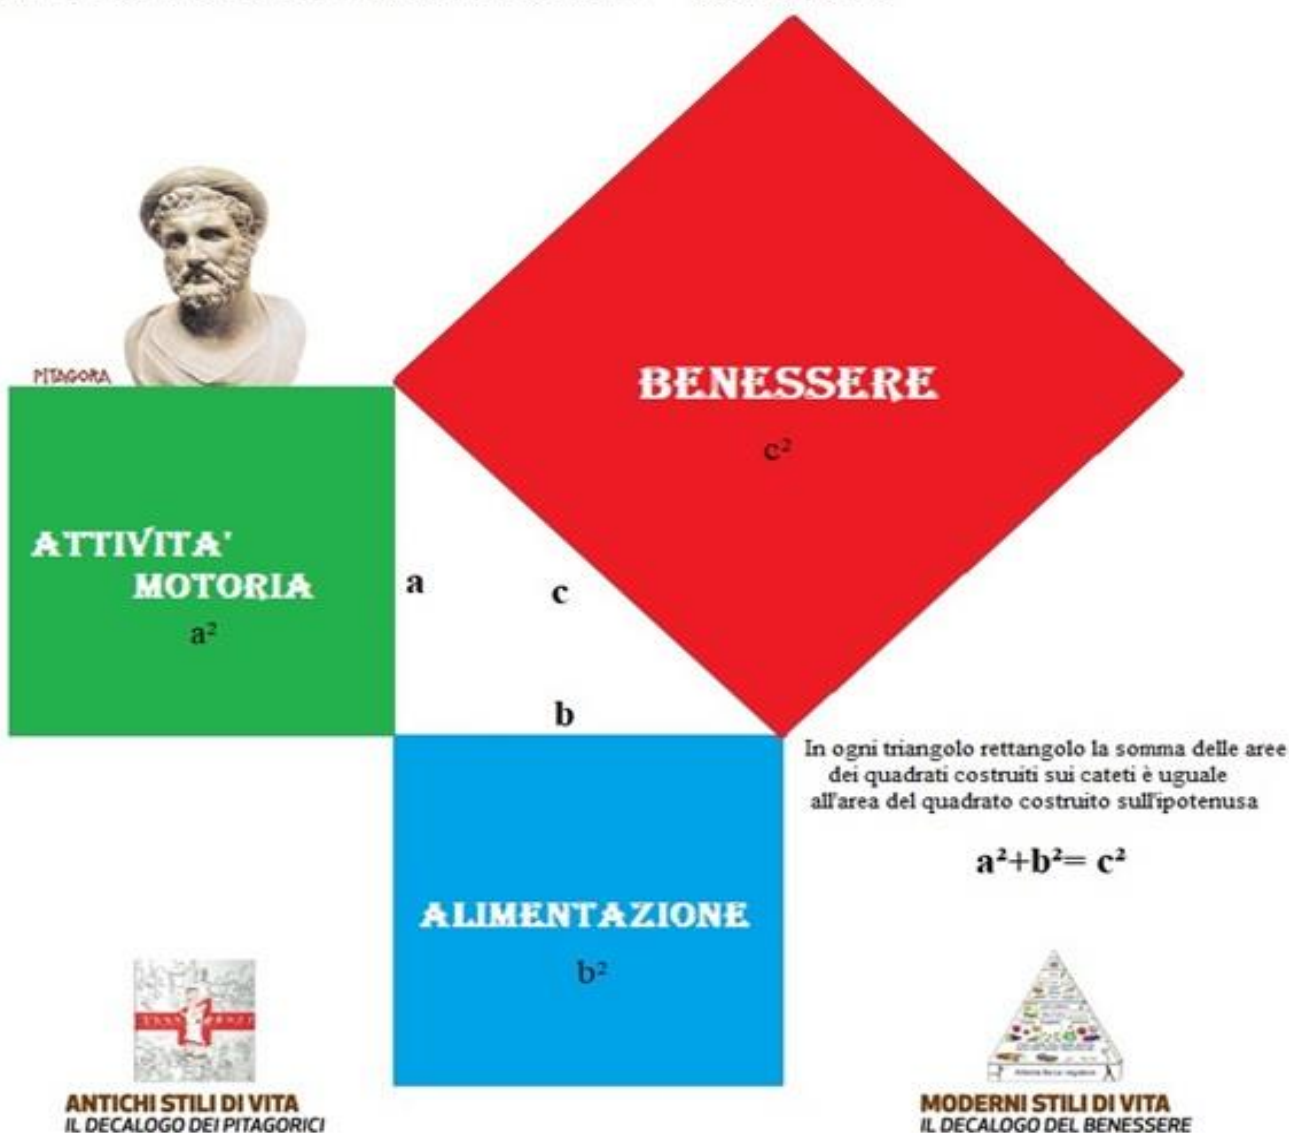 PITAGORA
BENESSERE
c²
ATTIVITA'
MOTORIA
a²
a
c
b
In ogni triangolo rettangolo la somma delle aree
dei quadrati costruiti sui cateti è uguale
all'area del quadrato costruito sull'ipotenusa
a²+b²= c²
ALIMENTAZIONE
b²
ANTICHI STILI DI VITA
IL DECALOGO DEI PITAGORICI
MODERNI STILI DI VITA
IL DECALOGO DEL BENESSERE